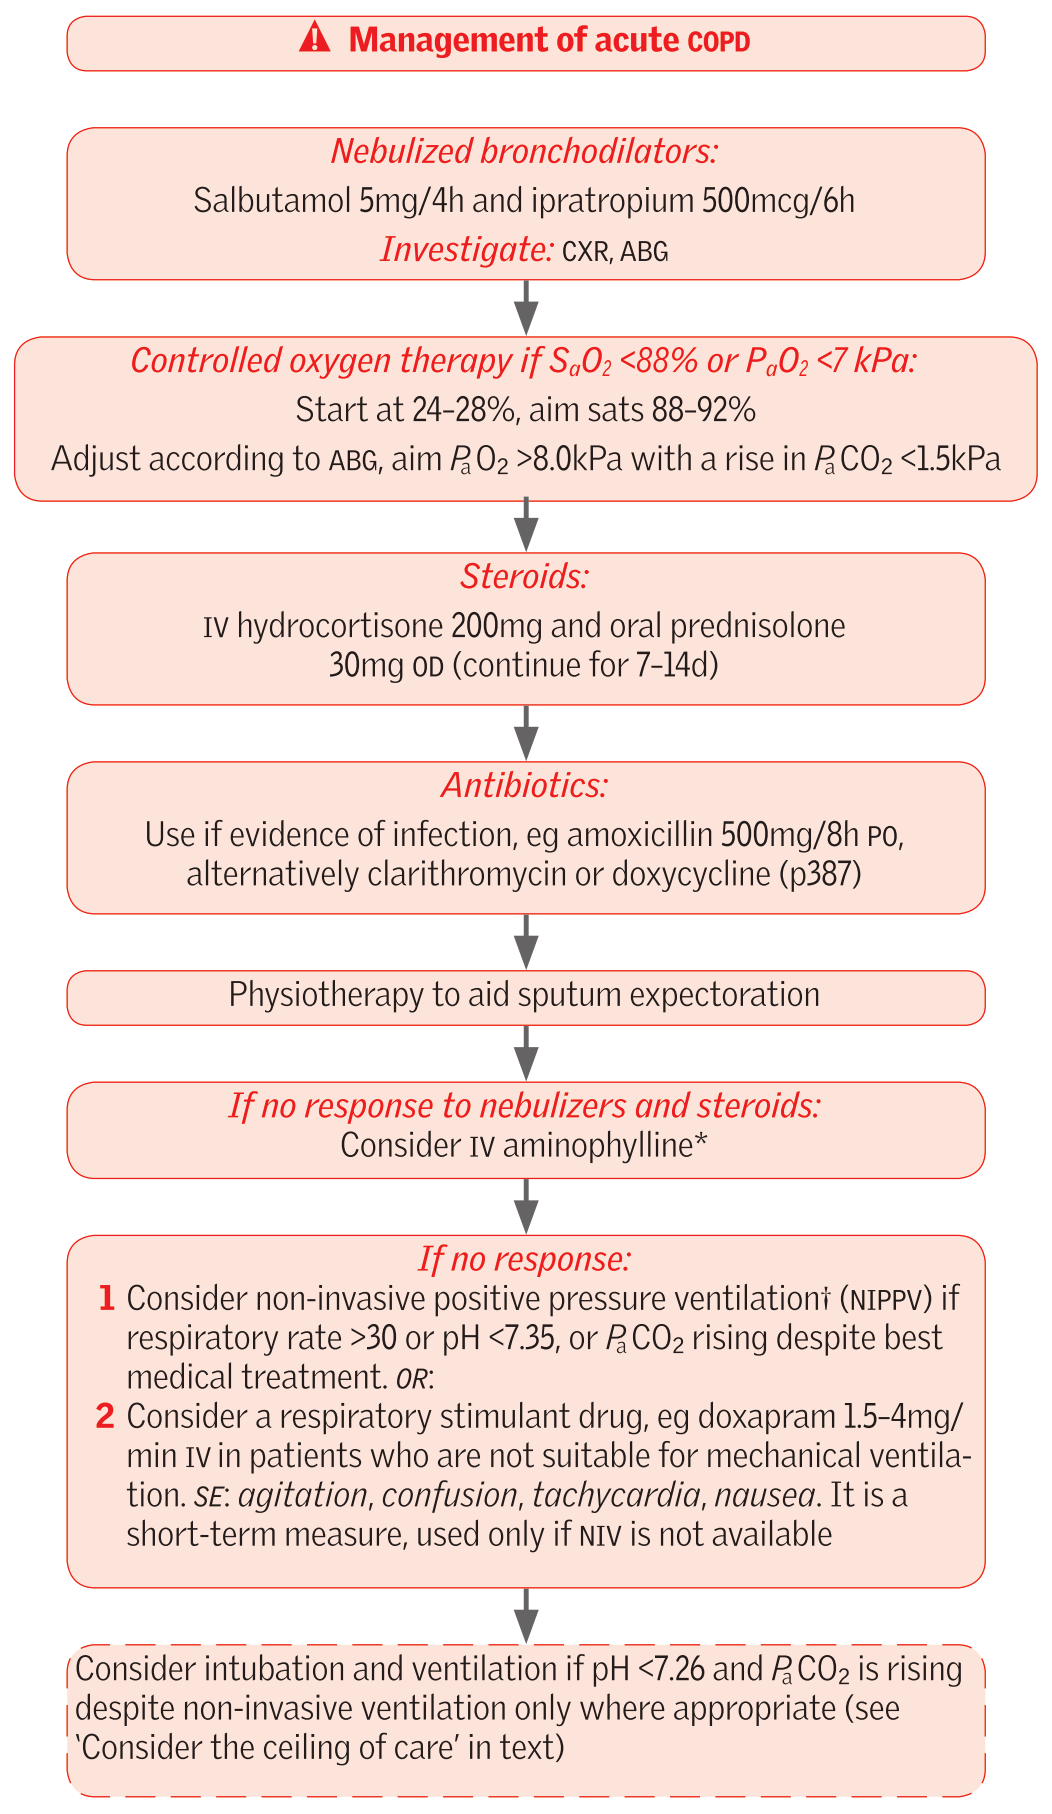 Management of acute COPD
Nebulized bronchodilators:
Salbutamol 5mg/4h and ipratropium 500mcg/6h
Investigate: CXR, ABG
Controlled oxygen therapy if SaO2 <88% or PaO2 <7 kPa:
Start at 24–28%, aim sats 88–92%
Adjust according to ABG, aim PaO2 >8.0kPa with a rise in PaCO2 <1.5kPa
Steroids:
IV hydrocortisone 200mg and oral prednisolone
30mg OD (continue for 7–14d)
Antibiotics:
Use if evidence of infection, eg amoxicillin 500mg/8h PO,
alternatively clarithromycin or doxycycline (p387)
Physiotherapy to aid sputum expectoration
If no response to nebulizers and steroids:
Consider IV aminophylline*
If no response:
1 Consider non-invasive positive pressure ventilation† (NIPPV) if
respiratory rate >30 or pH <7.35, or PaCO2 rising despite best
medical treatment. OR:
2 Consider a respiratory stimulant drug, eg doxapram 1.5–4mg/
min IV in patients who are not suitable for mechanical ventila-
tion. SE: agitation, confusion, tachycardia, nausea. It is a
short-term measure, used only if NIV is not available
Consider intubation and ventilation if pH <7.26 and PaCO2 is rising
despite non-invasive ventilation only where appropriate (see
‘Consider the ceiling of care’ in text)